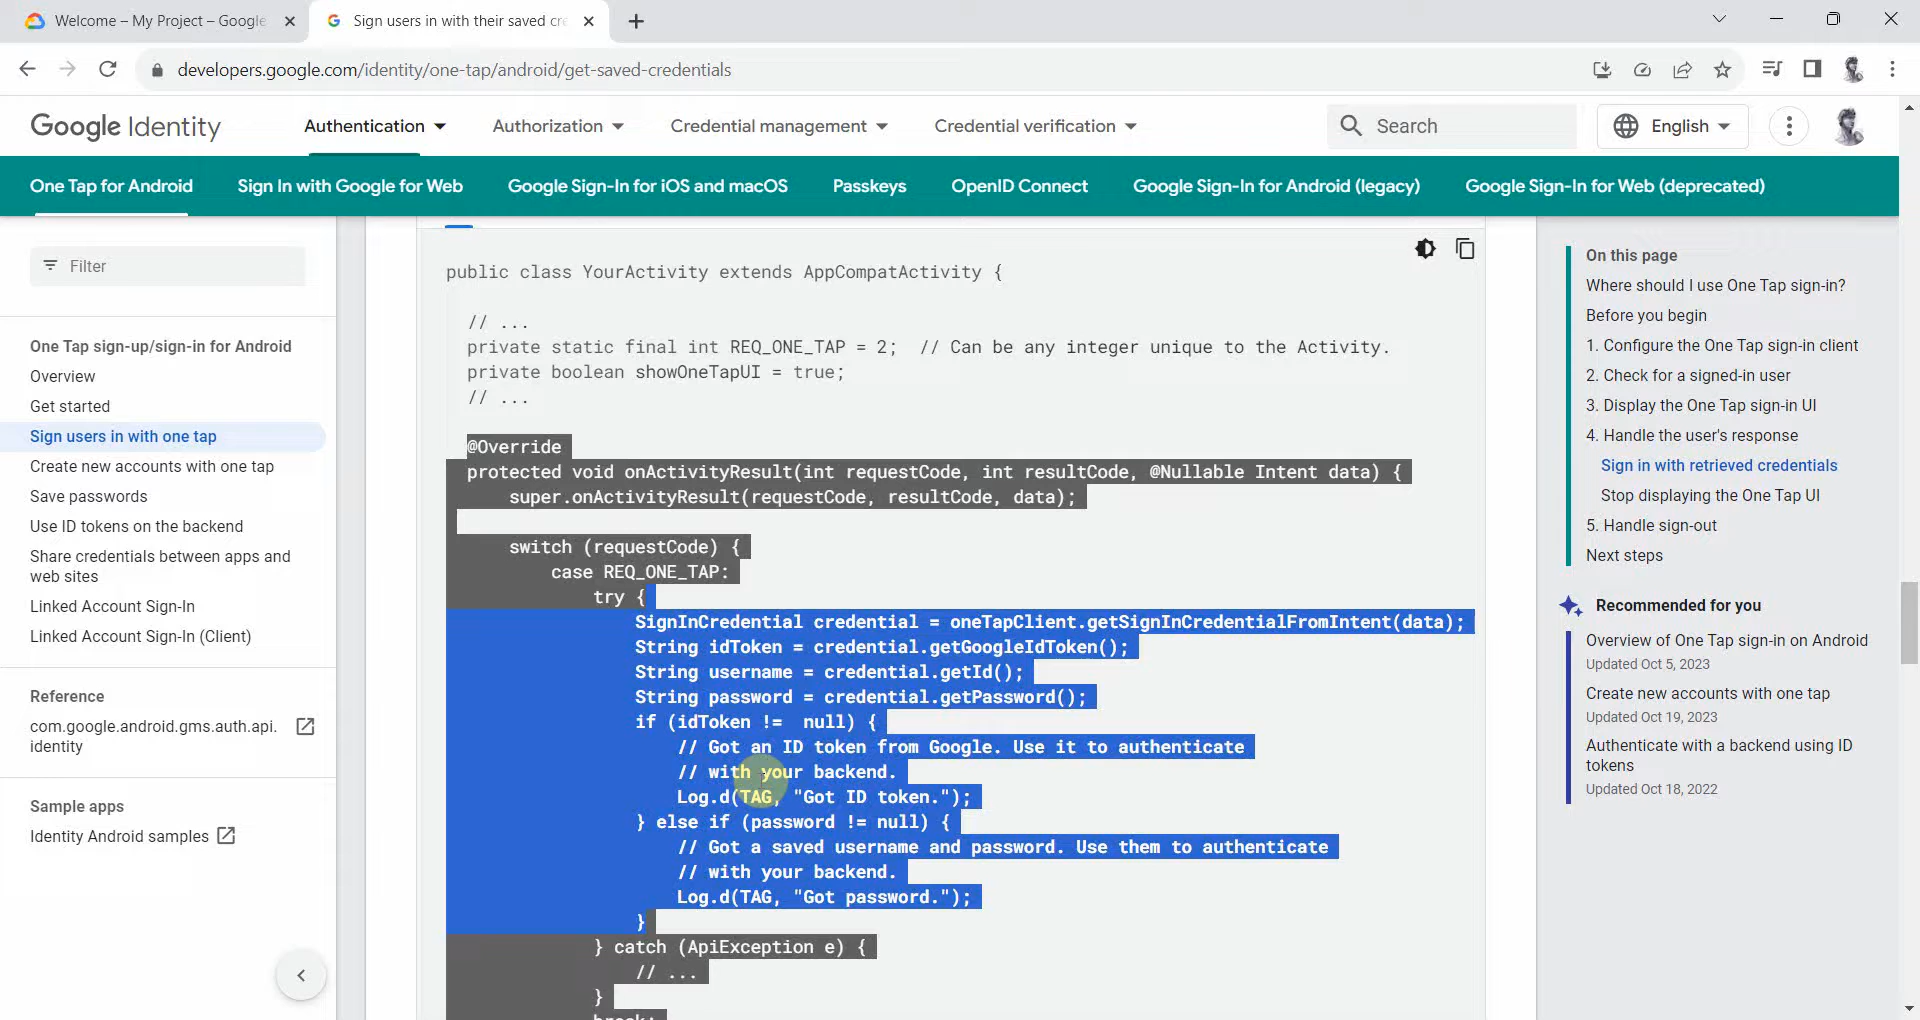 Welcome – My Project – Google
Sign users in with their saved cre
developers.google.com/identity/one-tap/android/get-saved-credentials
Google Identity
Authentication
Authorization
Credential management
Credential verification
Search
English
One Tap for Android
Sign In with Google for Web
Google Sign-In for iOS and macOS
Passkeys
OpenID Connect
Google Sign-In for Android (legacy)
Google Sign-In for Web (deprecated)
Filter
One Tap sign-up/sign-in for Android
Overview
Get started
Sign users in with one tap
Create new accounts with one tap
Save passwords
Use ID tokens on the backend
Share credentials between apps and
web sites
Linked Account Sign-In
Linked Account Sign-In (Client)
Reference
com.google.android.gms.auth.api.
identity
Sample apps
Identity Android samples
public class YourActivity extends AppCompatActivity {
// ...
private static final int REQ_ONE_TAP = 2;  // Can be any integer unique to the Activity.
private boolean showOneTapUI = true;
// ...
@Override
protected void onActivityResult(int requestCode, int resultCode, @Nullable Intent data) {
super.onActivityResult(requestCode, resultCode, data);
switch (requestCode) {
case REQ_ONE_TAP:
try {
SignInCredential credential = oneTapClient.getSignInCredentialFromIntent(data);
String idToken = credential.getGoogleIdToken();
String username = credential.getId();
String password = credential.getPassword();
if (idToken !=  null) {
// Got an ID token from Google. Use it to authenticate
// with your backend.
Log.d(TAG, "Got ID token.");
} else if (password != null) {
// Got a saved username and password. Use them to authenticate
// with your backend.
Log.d(TAG, "Got password.");
}
} catch (ApiException e) {
// ...
}
break;
On this page
Where should I use One Tap sign-in?
Before you begin
1. Configure the One Tap sign-in client
2. Check for a signed-in user
3. Display the One Tap sign-in UI
4. Handle the user's response
Sign in with retrieved credentials
Stop displaying the One Tap UI
5. Handle sign-out
Next steps
Recommended for you
Overview of One Tap sign-in on Android
Updated Oct 5, 2023
Create new accounts with one tap
Updated Oct 19, 2023
Authenticate with a backend using ID
tokens
Updated Oct 18, 2022